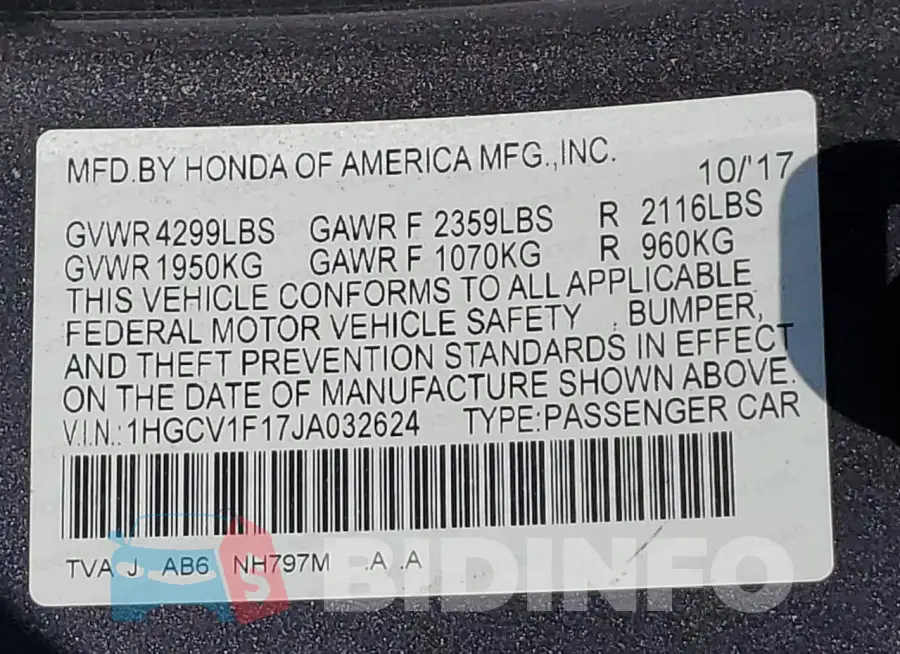 MFD.BY HONDA OF AMERICA MFG.,INC. 10/'17
GVWR 4299LBS GAWR F 2359LBS R 2116LBS
GVWR 1950KG GAWR F 1070KG R 960KG
THIS VEHICLE CONFORMS TO ALL APPLICABLE
FEDERAL MOTOR VEHICLE SAFETY , BUMPER,
AND THEFT PREVENTION STANDARDS IN EFFECT
ON THE DATE OF MANUFACTURE SHOWN ABOVE.
V.I.N.: 1HGCV1F17JA032624 TYPE:PASSENGER CAR
TVA J AB6 NH797M .A .A
$ BIDINFO